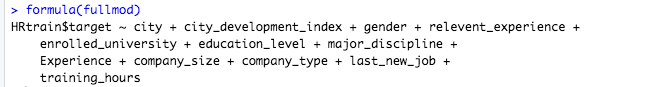 > formula(fullmod)
HRtrain$target ~ city + city_development_index + gender + relevent_experience +
enrolled_university + education_level + major_discipline +
Experience + company_size + company_type + last_new_job +
training_hours